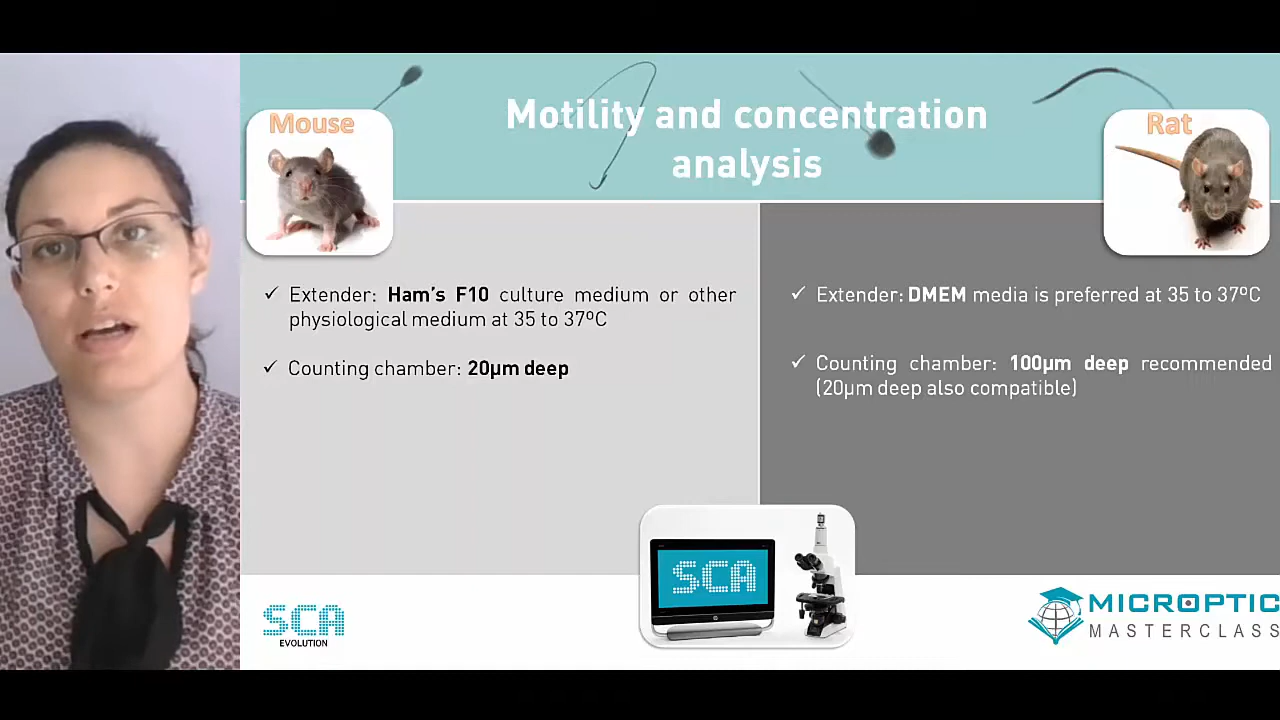 Motility and concentration
analysis
Mouse
Rat
✓ Extender: Ham's F10 culture medium or other
physiological medium at 35 to 37ºC
✓ Counting chamber: 20µm deep
✓ Extender: DMEM media is preferred at 35 to 37ºC
✓ Counting chamber: 100µm deep recommended
(20µm deep also compatible)
SCA
SCA
EVOLUTION
MICROPTIC
MASTERCLASS